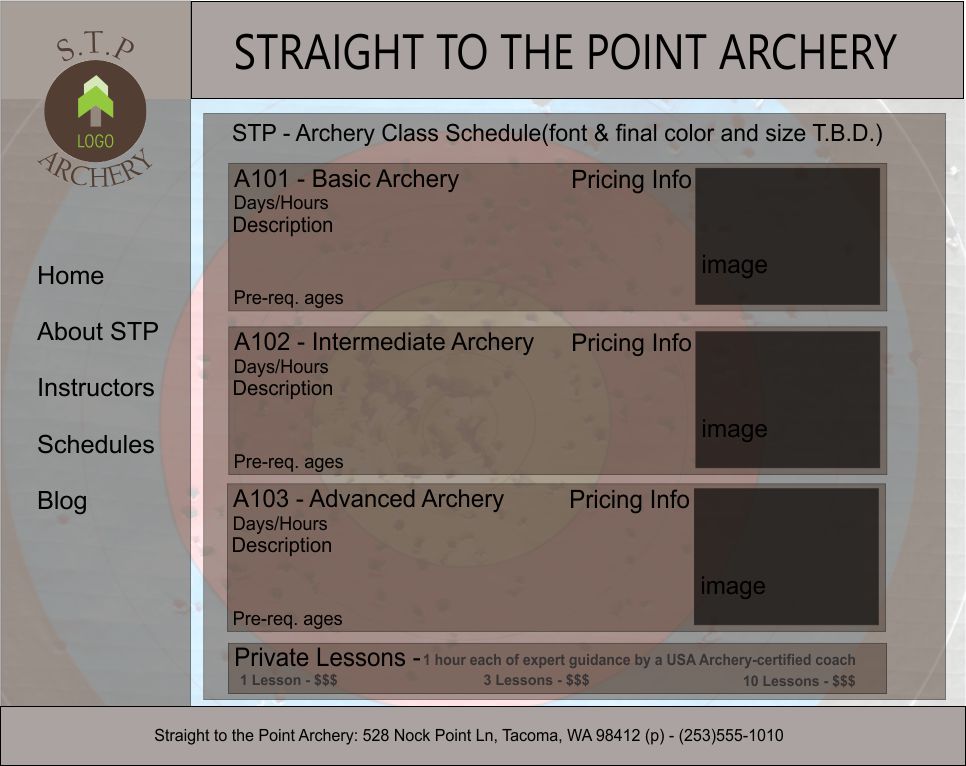 S.T.P
LOGO
ARCHERY
STRAIGHT TO THE POINT ARCHERY
Home
About STP
Instructors
Schedules
Blog
STP - Archery Class Schedule(font & final color and size T.B.D.)
A101 - Basic Archery
Pricing Info
Days/Hours
Description
image
Pre-req. ages
A102 - Intermediate Archery
Pricing Info
Days/Hours
Description
image
Pre-req. ages
A103 - Advanced Archery
Pricing Info
Days/Hours
Description
image
Pre-req. ages
Private Lessons - 1 hour each of expert guidance by a USA Archery-certified coach
1 Lesson - $$$ 3 Lessons - $$$ 10 Lessons - $$$
Straight to the Point Archery: 528 Nock Point Ln, Tacoma, WA 98412 (p) - (253)555-1010